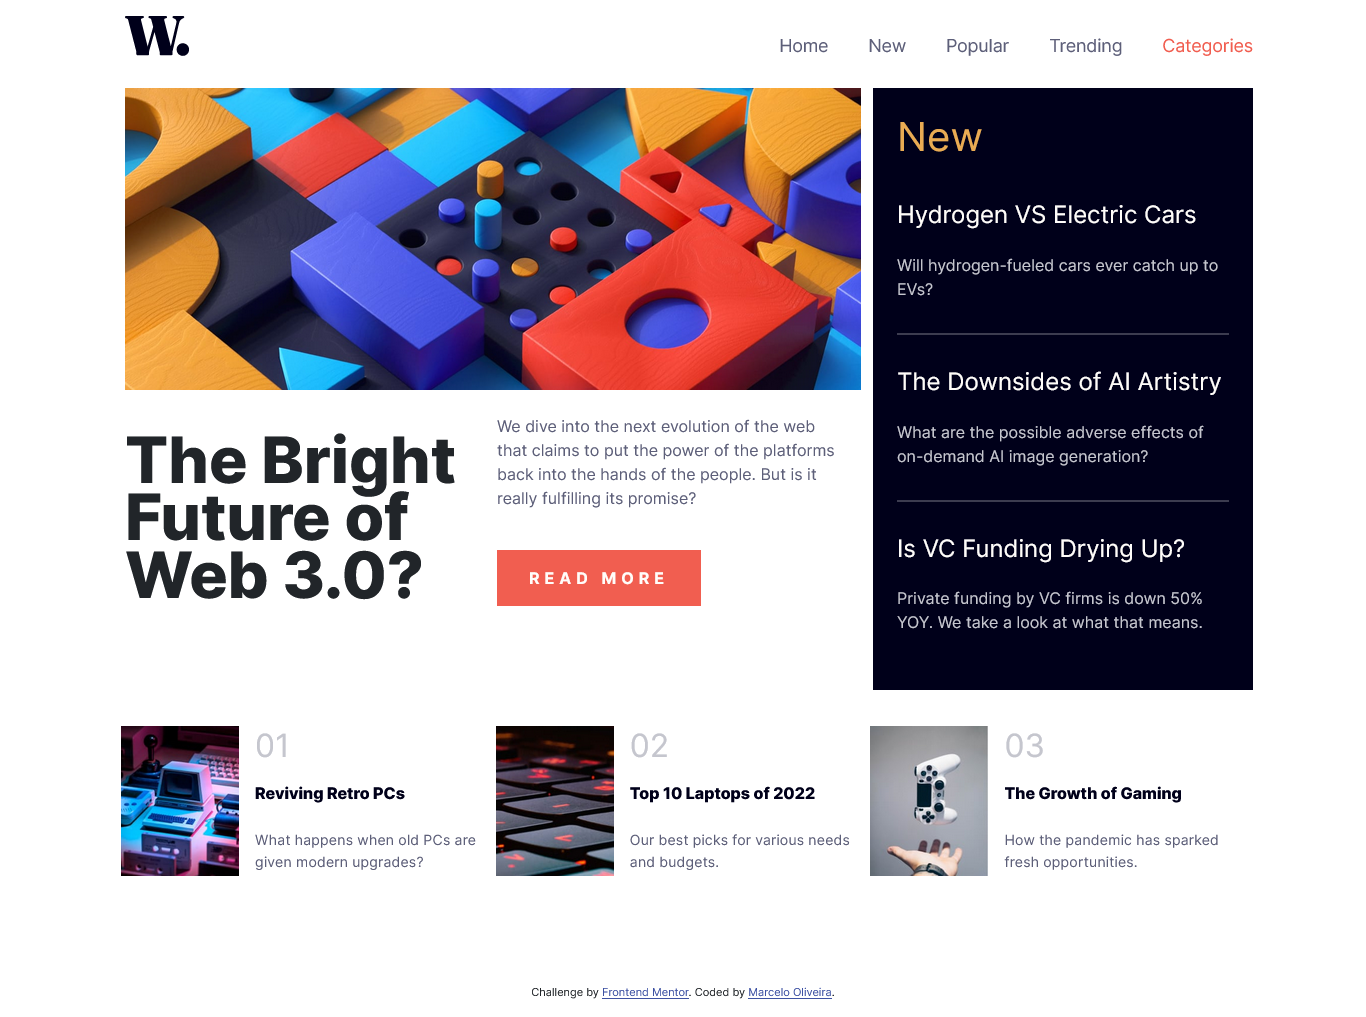 W.
Home New Popular Trending Categories
New
Hydrogen VS Electric Cars
Will hydrogen-fueled cars ever catch up to
EVs?
The Downsides of AI Artistry
What are the possible adverse effects of
on-demand AI image generation?
Is VC Funding Drying Up?
Private funding by VC firms is down 50%
YOY. We take a look at what that means.
The Bright
Future of
Web 3.0?
We dive into the next evolution of the web
that claims to put the power of the platforms
back into the hands of the people. But is it
really fulfilling its promise?
READ MORE
01
Reviving Retro PCs
What happens when old PCs are
given modern upgrades?
02
Top 10 Laptops of 2022
Our best picks for various needs
and budgets.
03
The Growth of Gaming
How the pandemic has sparked
fresh opportunities.
Challenge by Frontend Mentor. Coded by Marcelo Oliveira.